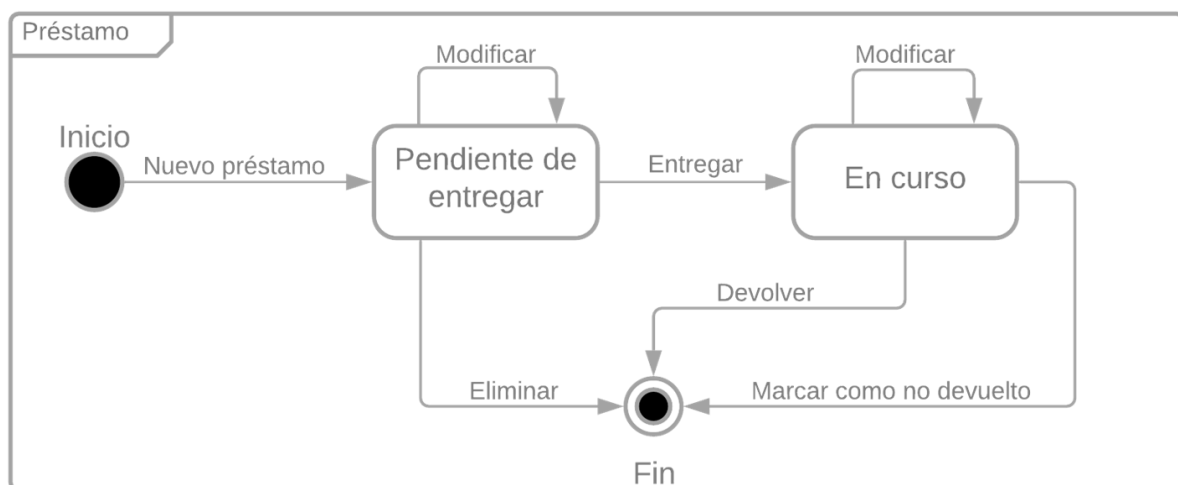 Préstamo
Modificar
Modificar
Inicio
Nuevo préstamo
Pendiente de
entregar
Entregar
En curso
Devolver
Eliminar
Marcar como no devuelto
Fin